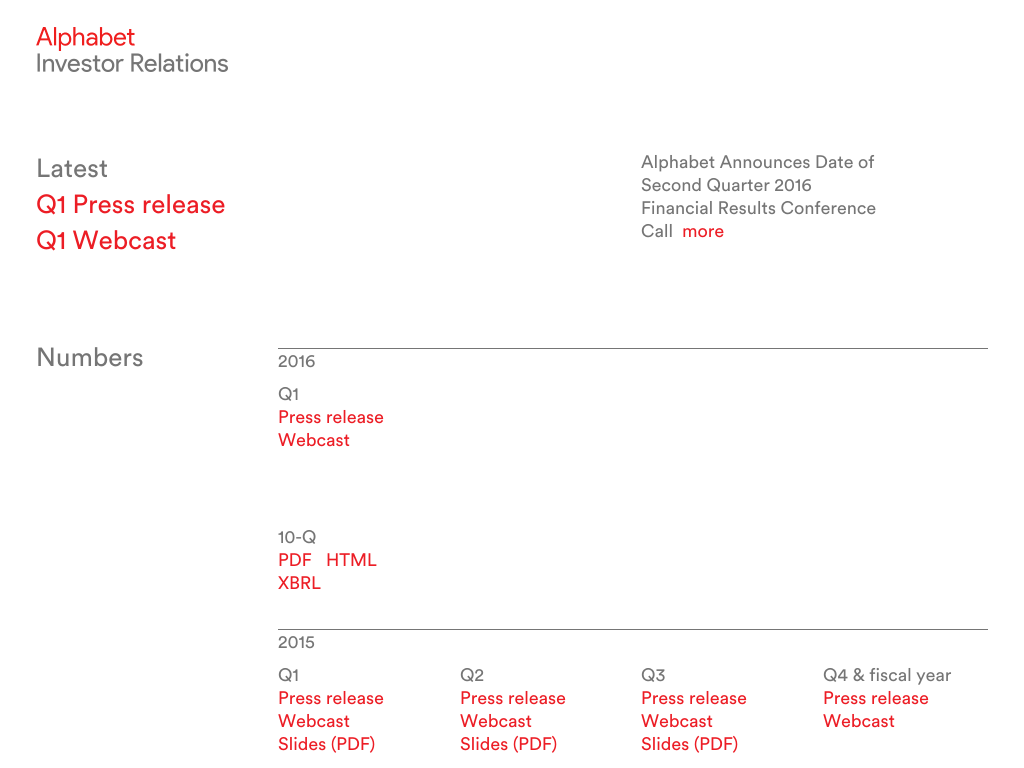 Alphabet
Investor Relations
Latest
Q1 Press release
Q1 Webcast
Alphabet Announces Date of
Second Quarter 2016
Financial Results Conference
Call more
Numbers
2016
Q1
Press release
Webcast
10-Q
PDF HTML
XBRL
2015
Q1
Press release
Webcast
Slides (PDF)
Q2
Press release
Webcast
Slides (PDF)
Q3
Press release
Webcast
Slides (PDF)
Q4 & fiscal year
Press release
Webcast